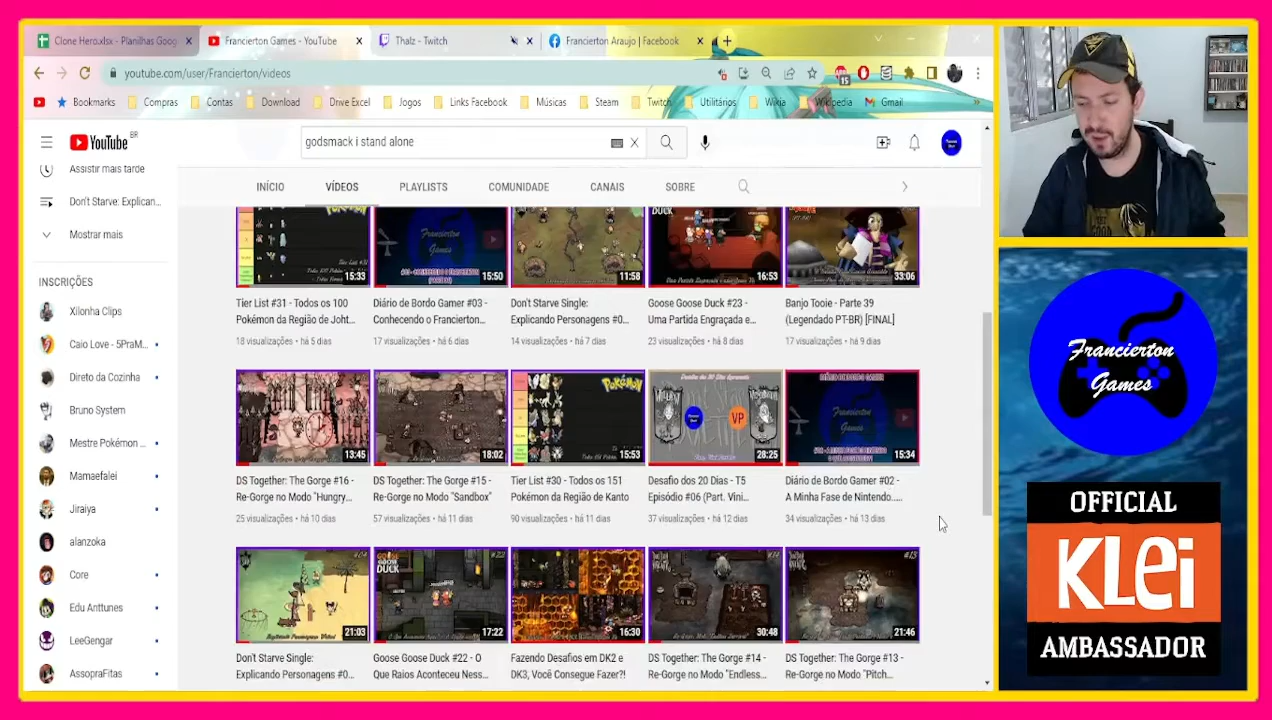 Clone Hero.xlsx - Planilhas Goog
Francierton Games - YouTube
Thalz - Twitch
Francierton Araujo | Facebook
youtube.com/user/Francierton/videos
15
Bookmarks
Compras
Contas
Download
Drive Excel
Jogos
Links Facebook
Músicas
Steam
Twitch
Utilitários
Wikia
Wikipedia
Gmail
YouTube BR
godsmack i stand alone
INÍCIO
VÍDEOS
PLAYLISTS
COMUNIDADE
CANAIS
SOBRE
Assistir mais tarde
Don't Starve: Explican...
Mostrar mais
INSCRIÇÕES
Xilonha Clips
Caio Love - 5PraM...
Direto da Cozinha
Bruno System
Mestre Pokémon ...
Mamaefalei
Jiraiya
alanzoka
Core
Edu Anttunes
LeeGengar
AssopraFitas
15:33
Francierton
Games
15:50
11:58
DUCK
16:53
33:06
Tier List #31 - Todos os 100
Pokémon da Região de Joht...
18 visualizações • há 5 dias
Diário de Bordo Gamer #03 -
Conhecendo o Francierton...
17 visualizações • há 6 dias
Don't Starve Single:
Explicando Personagens #0...
14 visualizações • há 7 dias
Goose Goose Duck #23 -
Uma Partida Engraçada e...
23 visualizações • há 8 dias
Banjo Tooie - Parte 39
(Legendado PT-BR) [FINAL]
17 visualizações • há 9 dias
13:45
18:02
POKÉMON
15:53
VP
28:25
15:34
DS Together: The Gorge #16 -
Re-Gorge no Modo "Hungry...
25 visualizações • há 10 dias
DS Together: The Gorge #15 -
Re-Gorge no Modo "Sandbox"
57 visualizações • há 11 dias
Tier List #30 - Todos os 151
Pokémon da Região de Kanto
90 visualizações • há 11 dias
Desafio dos 20 Dias - T5
Episódio #06 (Part. Vini...
37 visualizações • há 12 dias
Diário de Bordo Gamer #02 -
A Minha Fase de Nintendo....
34 visualizações • há 13 dias
21:03
GOOSE
GOOSE
DUCK
17:22
16:30
#14
30:48
#13
21:46
Don't Starve Single:
Explicando Personagens #0...
Goose Goose Duck #22 - O
Que Raios Aconteceu Ness...
Fazendo Desafios em DK2 e
DK3, Você Consegue Fazer?!
DS Together: The Gorge #14 -
Re-Gorge no Modo "Endless...
DS Together: The Gorge #13 -
Re-Gorge no Modo "Pitch...
Francierton
Games
OFFICIAL
KLEi
AMBASSADOR